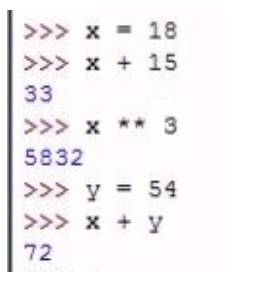 >>> x = 18
>>> x + 15
33
>>> x ** 3
5832
>>> y = 54
>>> x + y
72